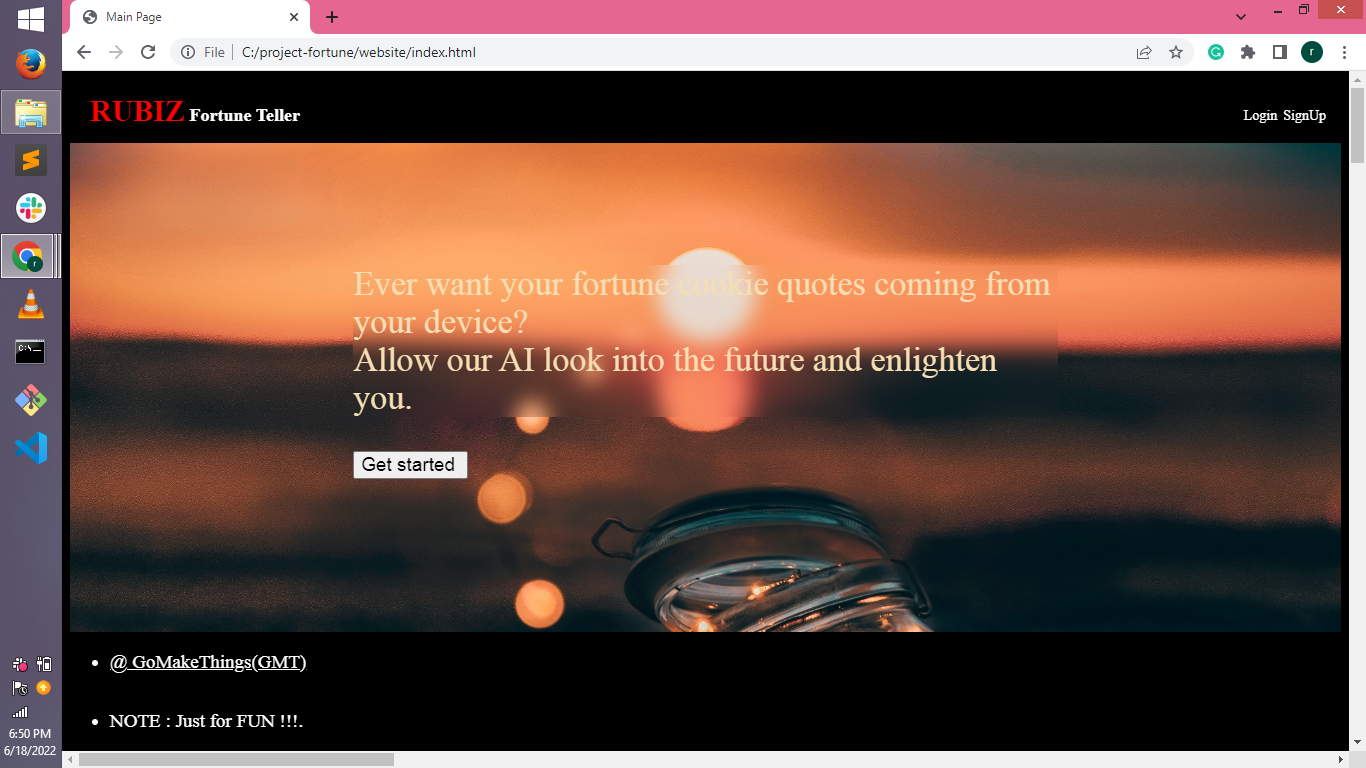 Main Page
File
C:/project-fortune/website/index.html
r
RUBIZ Fortune Teller
Login SignUp
Ever want your fortune cookie quotes coming from
your device?
Allow our AI look into the future and enlighten
you.
Get started
@ GoMakeThings(GMT)
NOTE : Just for FUN !!!.
6:50 PM
6/18/2022